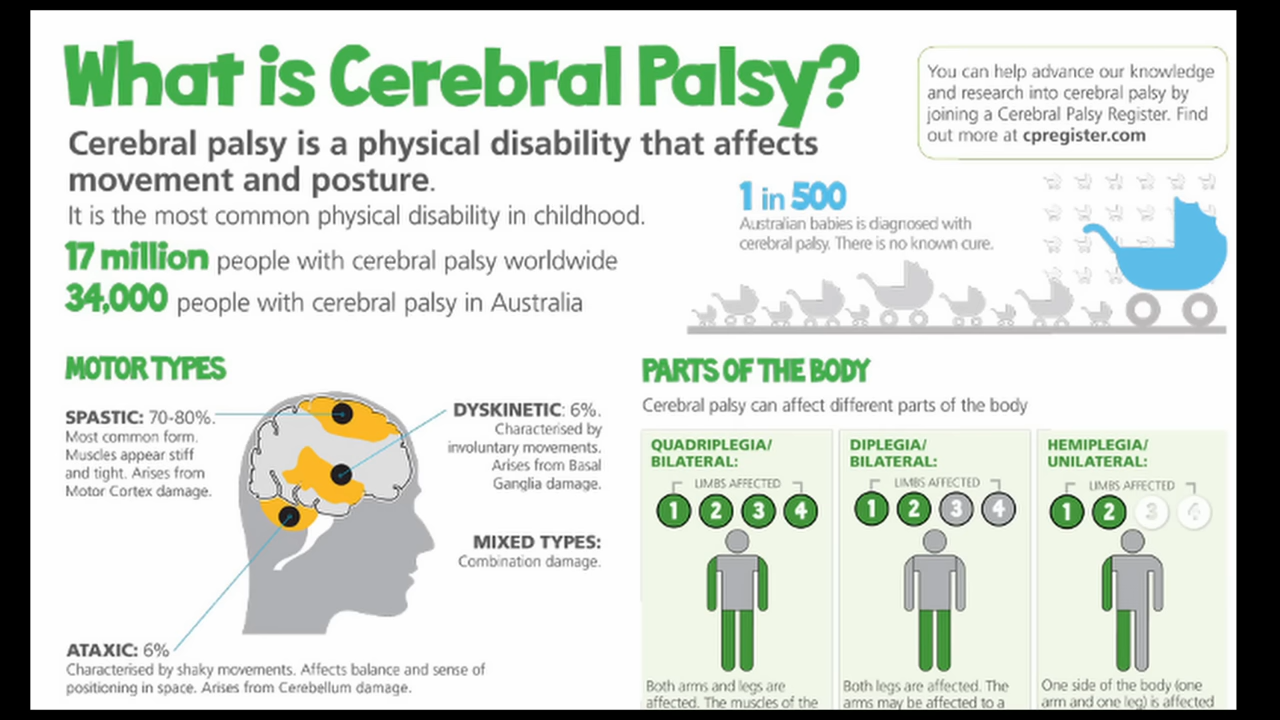 What is Cerebral Palsy?
Cerebral palsy is a physical disability that affects
movement and posture.
It is the most common physical disability in childhood.
17 million people with cerebral palsy worldwide
34,000 people with cerebral palsy in Australia
You can help advance our knowledge
and research into cerebral palsy by
joining a Cerebral Palsy Register. Find
out more at cpregister.com
1 in 500
Australian babies is diagnosed with
cerebral palsy. There is no known cure.
MOTOR TYPES
SPASTIC: 70-80%.
Most common form.
Muscles appear stiff
and tight. Arises from
Motor Cortex damage.
DYSKINETIC: 6%.
Characterised by
involuntary movements.
Arises from Basal
Ganglia damage.
MIXED TYPES:
Combination damage.
ATAXIC: 6%
Characterised by shaky movements. Affects balance and sense of
positioning in space. Arises from Cerebellum damage.
PARTS OF THE BODY
Cerebral palsy can affect different parts of the body
QUADRIPLEGIA/
BILATERAL:
LIMBS AFFECTED
1 2 3 4
Both arms and legs are
affected. The muscles of the
DIPLEGIA/
BILATERAL:
LIMBS AFFECTED
1 2 3 4
Both legs are affected. The
arms may be affected to a
HEMIPLEGIA/
UNILATERAL:
LIMBS AFFECTED
1 2 3 4
One side of the body (one
arm and one leg) is affected